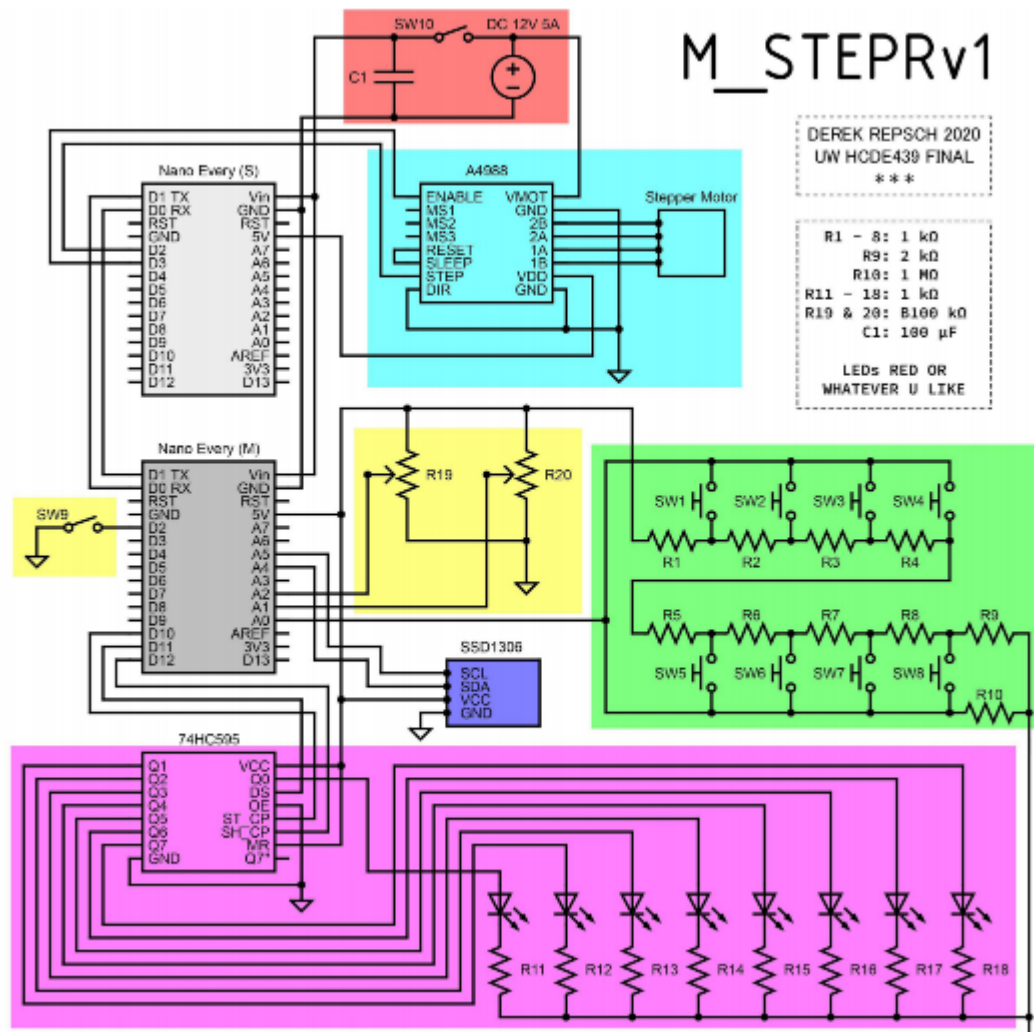 SW10
DC 12V 5A
C1
M_STEPRv1
DEREK REPSCH 2020
UW HCDE439 FINAL
***
R1 - 8: 1 kΩ
R9: 2 kΩ
R10: 1 MΩ
R11 - 18: 1 kΩ
R19 & 20: B100 kΩ
C1: 100 µF
LEDs RED OR
WHATEVER U LIKE
Nano Every (S)
D1 TX Vin
D0 RX GND
RST RST
GND 5V
D2 A7
D3 A6
D4 A5
D5 A4
D6 A3
D7 A2
D8 A1
D9 A0
D10 AREF
D11 3V3
D12 D13
A4988
ENABLE VMOT
MS1 GND
MS2 2B
MS3 2A
RESET 1A
SLEEP 1B
STEP VDD
DIR GND
Stepper Motor
Nano Every (M)
D1 TX Vin
D0 RX GND
RST RST
GND 5V
D2 A7
D3 A6
D4 A5
D5 A4
D6 A3
D7 A2
D8 A1
D9 A0
D10 AREF
D11 3V3
D12 D13
SW9
R19
R20
SW1 SW2 SW3 SW4
R1 R2 R3 R4
R5 R6 R7 R8 R9
SW5 SW6 SW7 SW8
R10
SSD1306
SCL
SDA
VCC
GND
74HC595
Q1 VCC
Q2 Q0
Q3 DS
Q4 OE
Q5 ST_CP
Q6 SH_CP
Q7 MR
GND Q7"
R11 R12 R13 R14 R15 R16 R17 R18